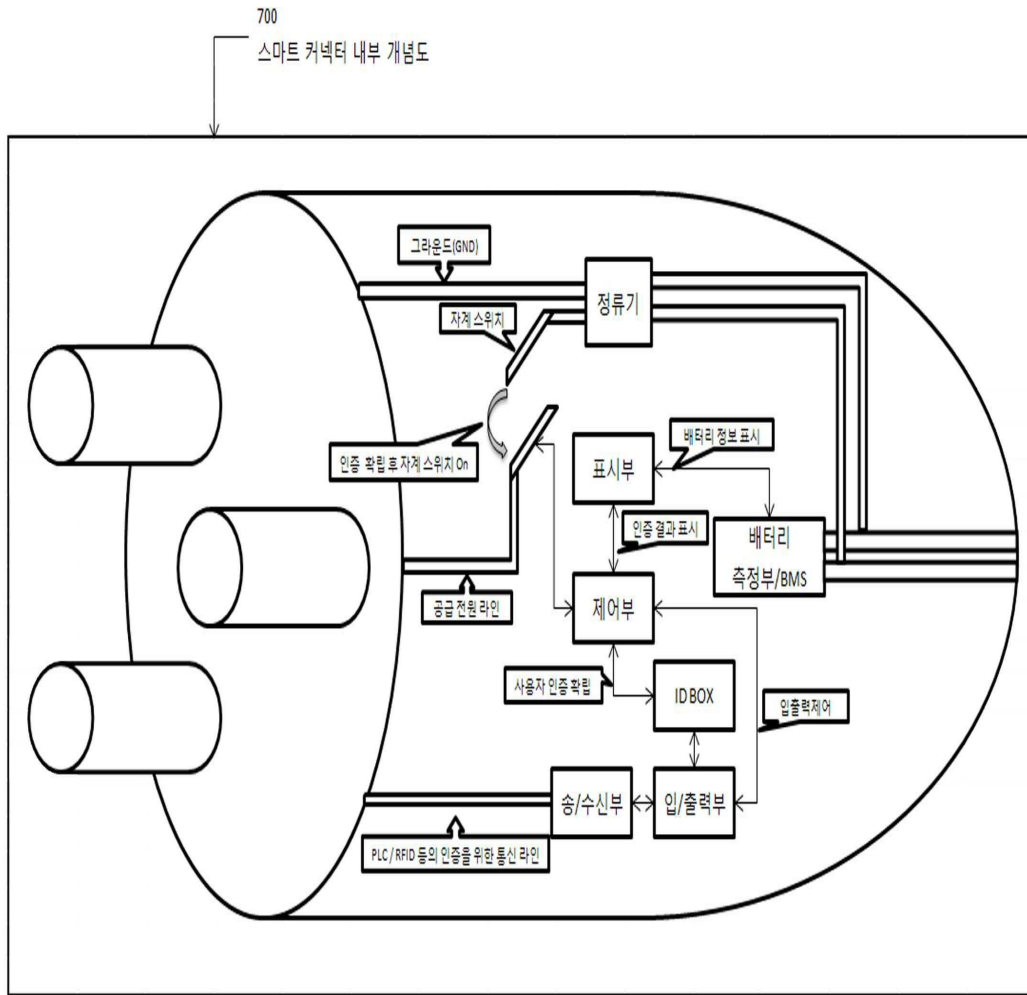 700
스마트 커넥터 내부 개념도
그라운드(GND)
정류기
자계 스위치
인증 확립 후 자계 스위치 On
배터리 정보 표시
표시부
인증 결과 표시
배터리
측정부/BMS
공급 전원 라인
제어부
사용자 인증 확립
ID BOX
입출력제어
송/수신부
입/출력부
PLC / RFID 등의 인증을 위한 통신 라인